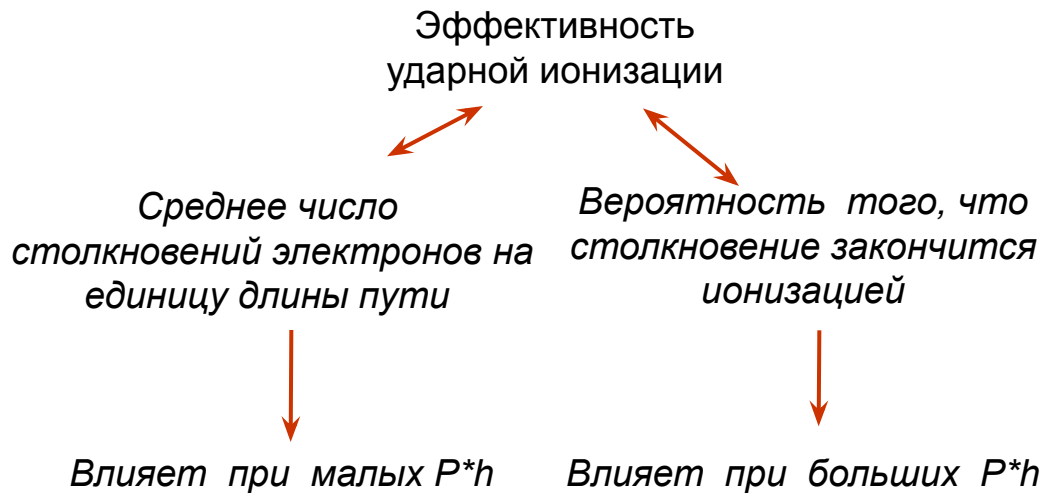 Эффективность
ударной ионизации
Среднее число
столкновений электронов на
единицу длины пути
Вероятность того, что
столкновение закончится
ионизацией
Влияет при малых P*h
Влияет при больших P*h